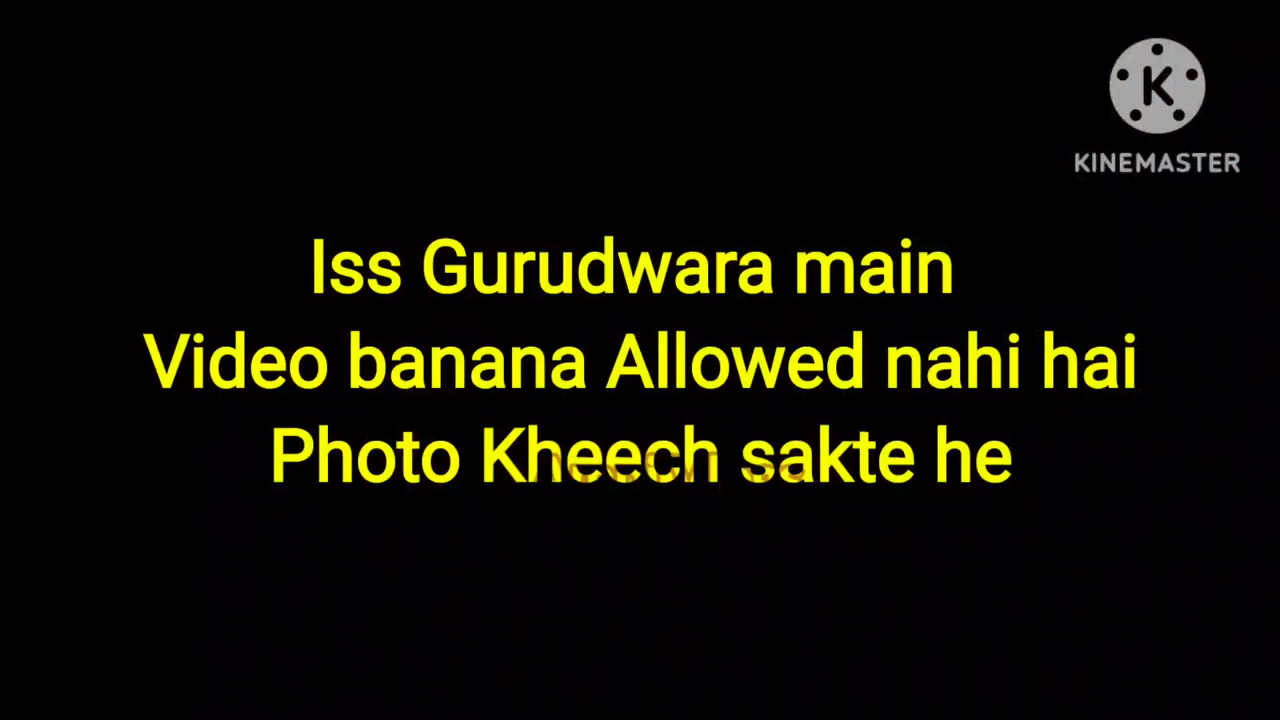 KINEMASTER
Iss Gurudwara main
Video banana Allowed nahi hai
Photo Kheech sakte he